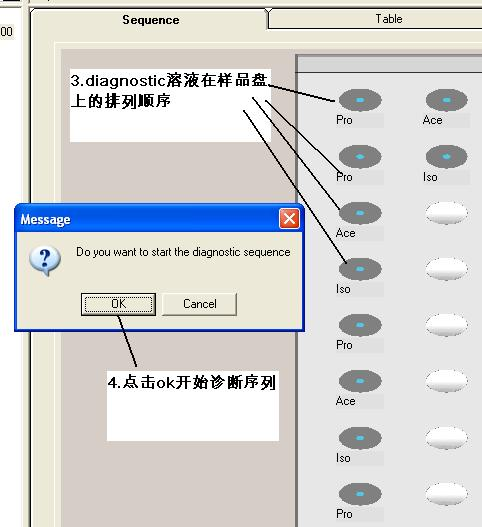 00
Sequence
Table
3.diagnostic溶液在样品盘
上的排列顺序
Pro
Ace
Pro
Iso
Ace
Iso
Pro
Ace
Iso
Pro
Message
Do you want to start the diagnostic sequence
OK
Cancel
4.点击ok开始诊断序列